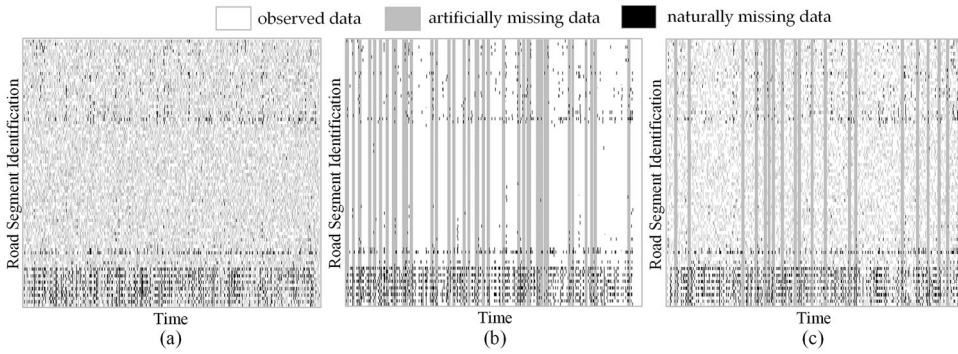 observed data artificially missing data naturally missing data
Road Segment Identification
Time
(a)
Road Segment Identification
Time
(b)
Road Segment Identification
Time
(c)